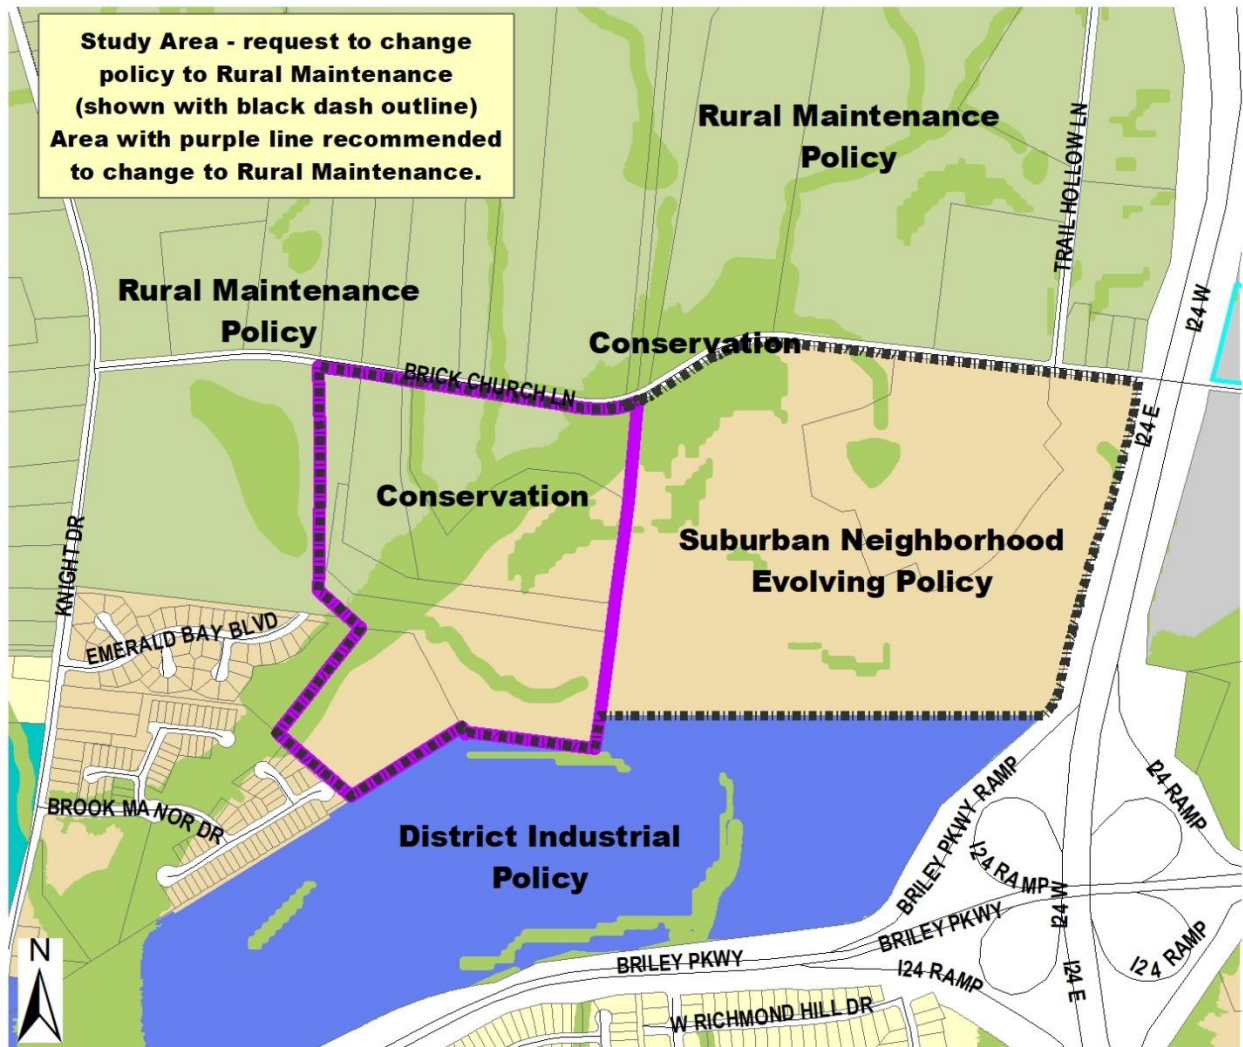 Study Area - request to change
policy to Rural Maintenance
(shown with black dash outline)
Area with purple line recommended
to change to Rural Maintenance.
Rural Maintenance
Policy
TRAIL HOLLOW LN
Rural Maintenance
Policy
I24 W
Conservation
BRICK CHURCH LN
I24 E
Conservation
Suburban Neighborhood
Evolving Policy
KNIGHT DR
EMERALD BAY BLVD
BROOK MANOR DR
District Industrial
Policy
BRILEY PKWY RAMP
I24 RAMP
I24 RAMP
I24 W
BRILEY PKWY
BRILEY PKWY
I24 RAMP
I24 E
I24 RAMP
W RICHMOND HILL DR
N